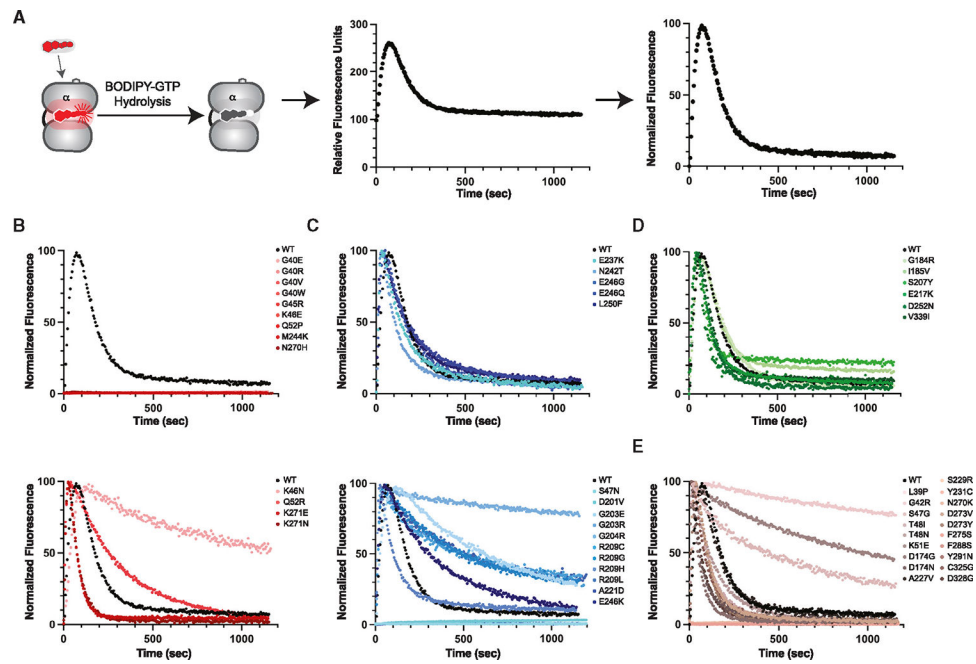 A
α
BODIPY-GTP
Hydrolysis
α
Relative Fluorescence Units
300
200
100
0
0
500
1000
Time (sec)
Normalized Fluorescence
100
50
0
0
500
1000
Time (sec)
B
Normalized Fluorescence
100
50
0
0
500
1000
Time (sec)
WT
G40E
G40R
G40V
G40W
G45R
K46E
Q52P
M244K
N270H
C
Normalized Fluorescence
100
50
0
0
500
1000
Time (sec)
WT
E237K
N242T
E246G
E246Q
L250F
D
Normalized Fluorescence
100
50
0
0
500
1000
Time (sec)
WT
G184R
I185V
S207Y
E217K
D252N
V339I
Normalized Fluorescence
100
50
0
0
500
1000
Time (sec)
WT
K46N
Q52R
K271E
K271N
Normalized Fluorescence
100
50
0
0
500
1000
Time (sec)
WT
S47N
D201V
G203E
G203R
G204R
R209C
R209G
R209H
R209L
A221D
E246K
E
Normalized Fluorescence
100
50
0
0
500
1000
Time (sec)
WT
L39P
G42R
S47G
T48I
T48N
K51E
D174G
D174N
A227V
S229R
Y231C
N270K
D273V
D273Y
F275S
F288S
Y291N
C325G
D328G